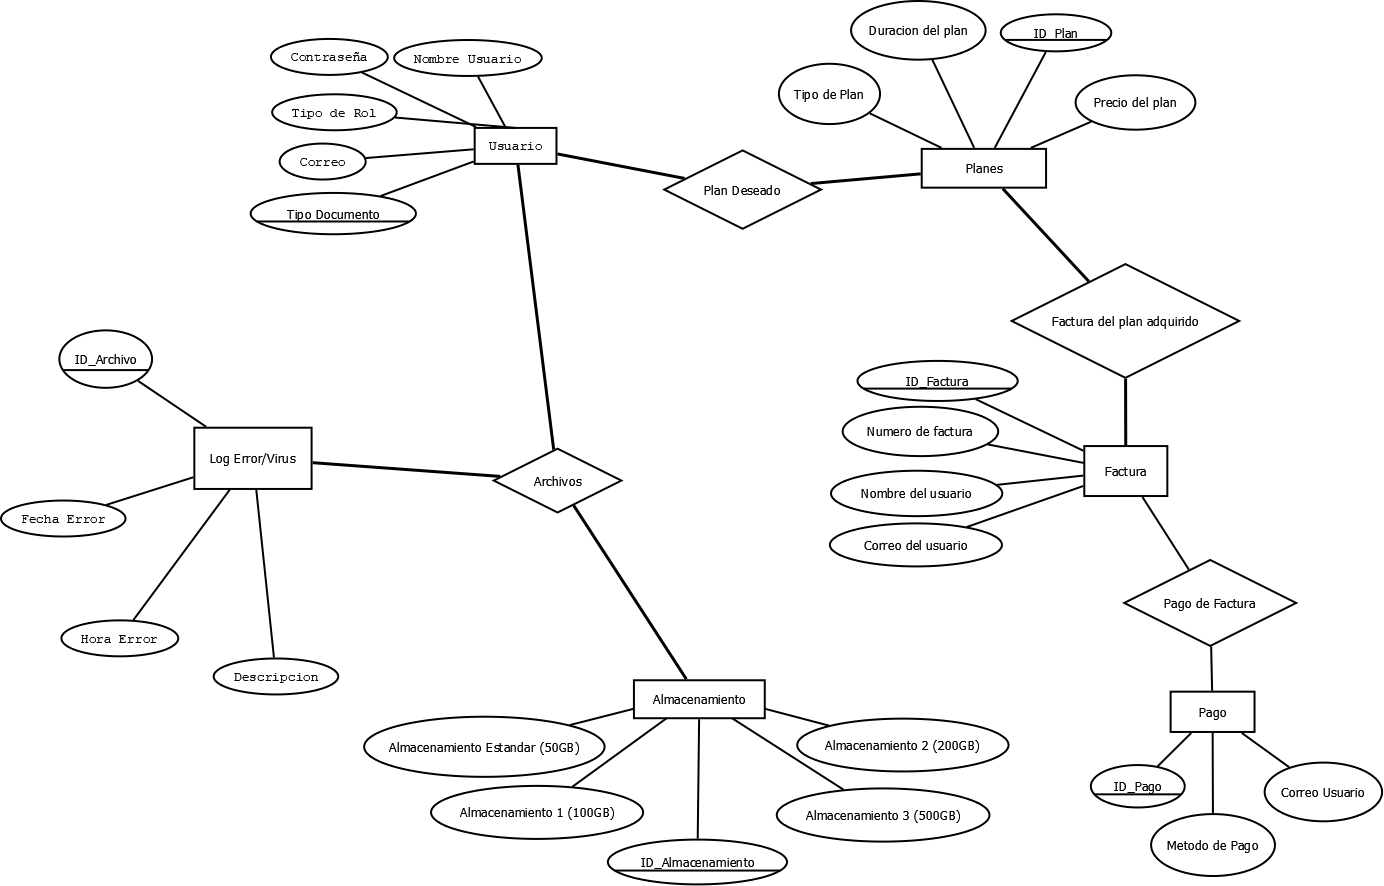 Duracion del plan
ID_Plan
Contraseña
Nombre Usuario
Tipo de Plan
Precio del plan
Tipo de Rol
Usuario
Correo
Planes
Plan Deseado
Tipo Documento
Factura del plan adquirido
ID_Archivo
ID_Factura
Numero de factura
Log Error/Virus
Factura
Archivos
Nombre del usuario
Fecha Error
Correo del usuario
Pago de Factura
Hora Error
Descripcion
Almacenamiento
Pago
Almacenamiento Estandar (50GB)
Almacenamiento 2 (200GB)
ID_Pago
Correo Usuario
Almacenamiento 1 (100GB)
Almacenamiento 3 (500GB)
Metodo de Pago
ID_Almacenamiento